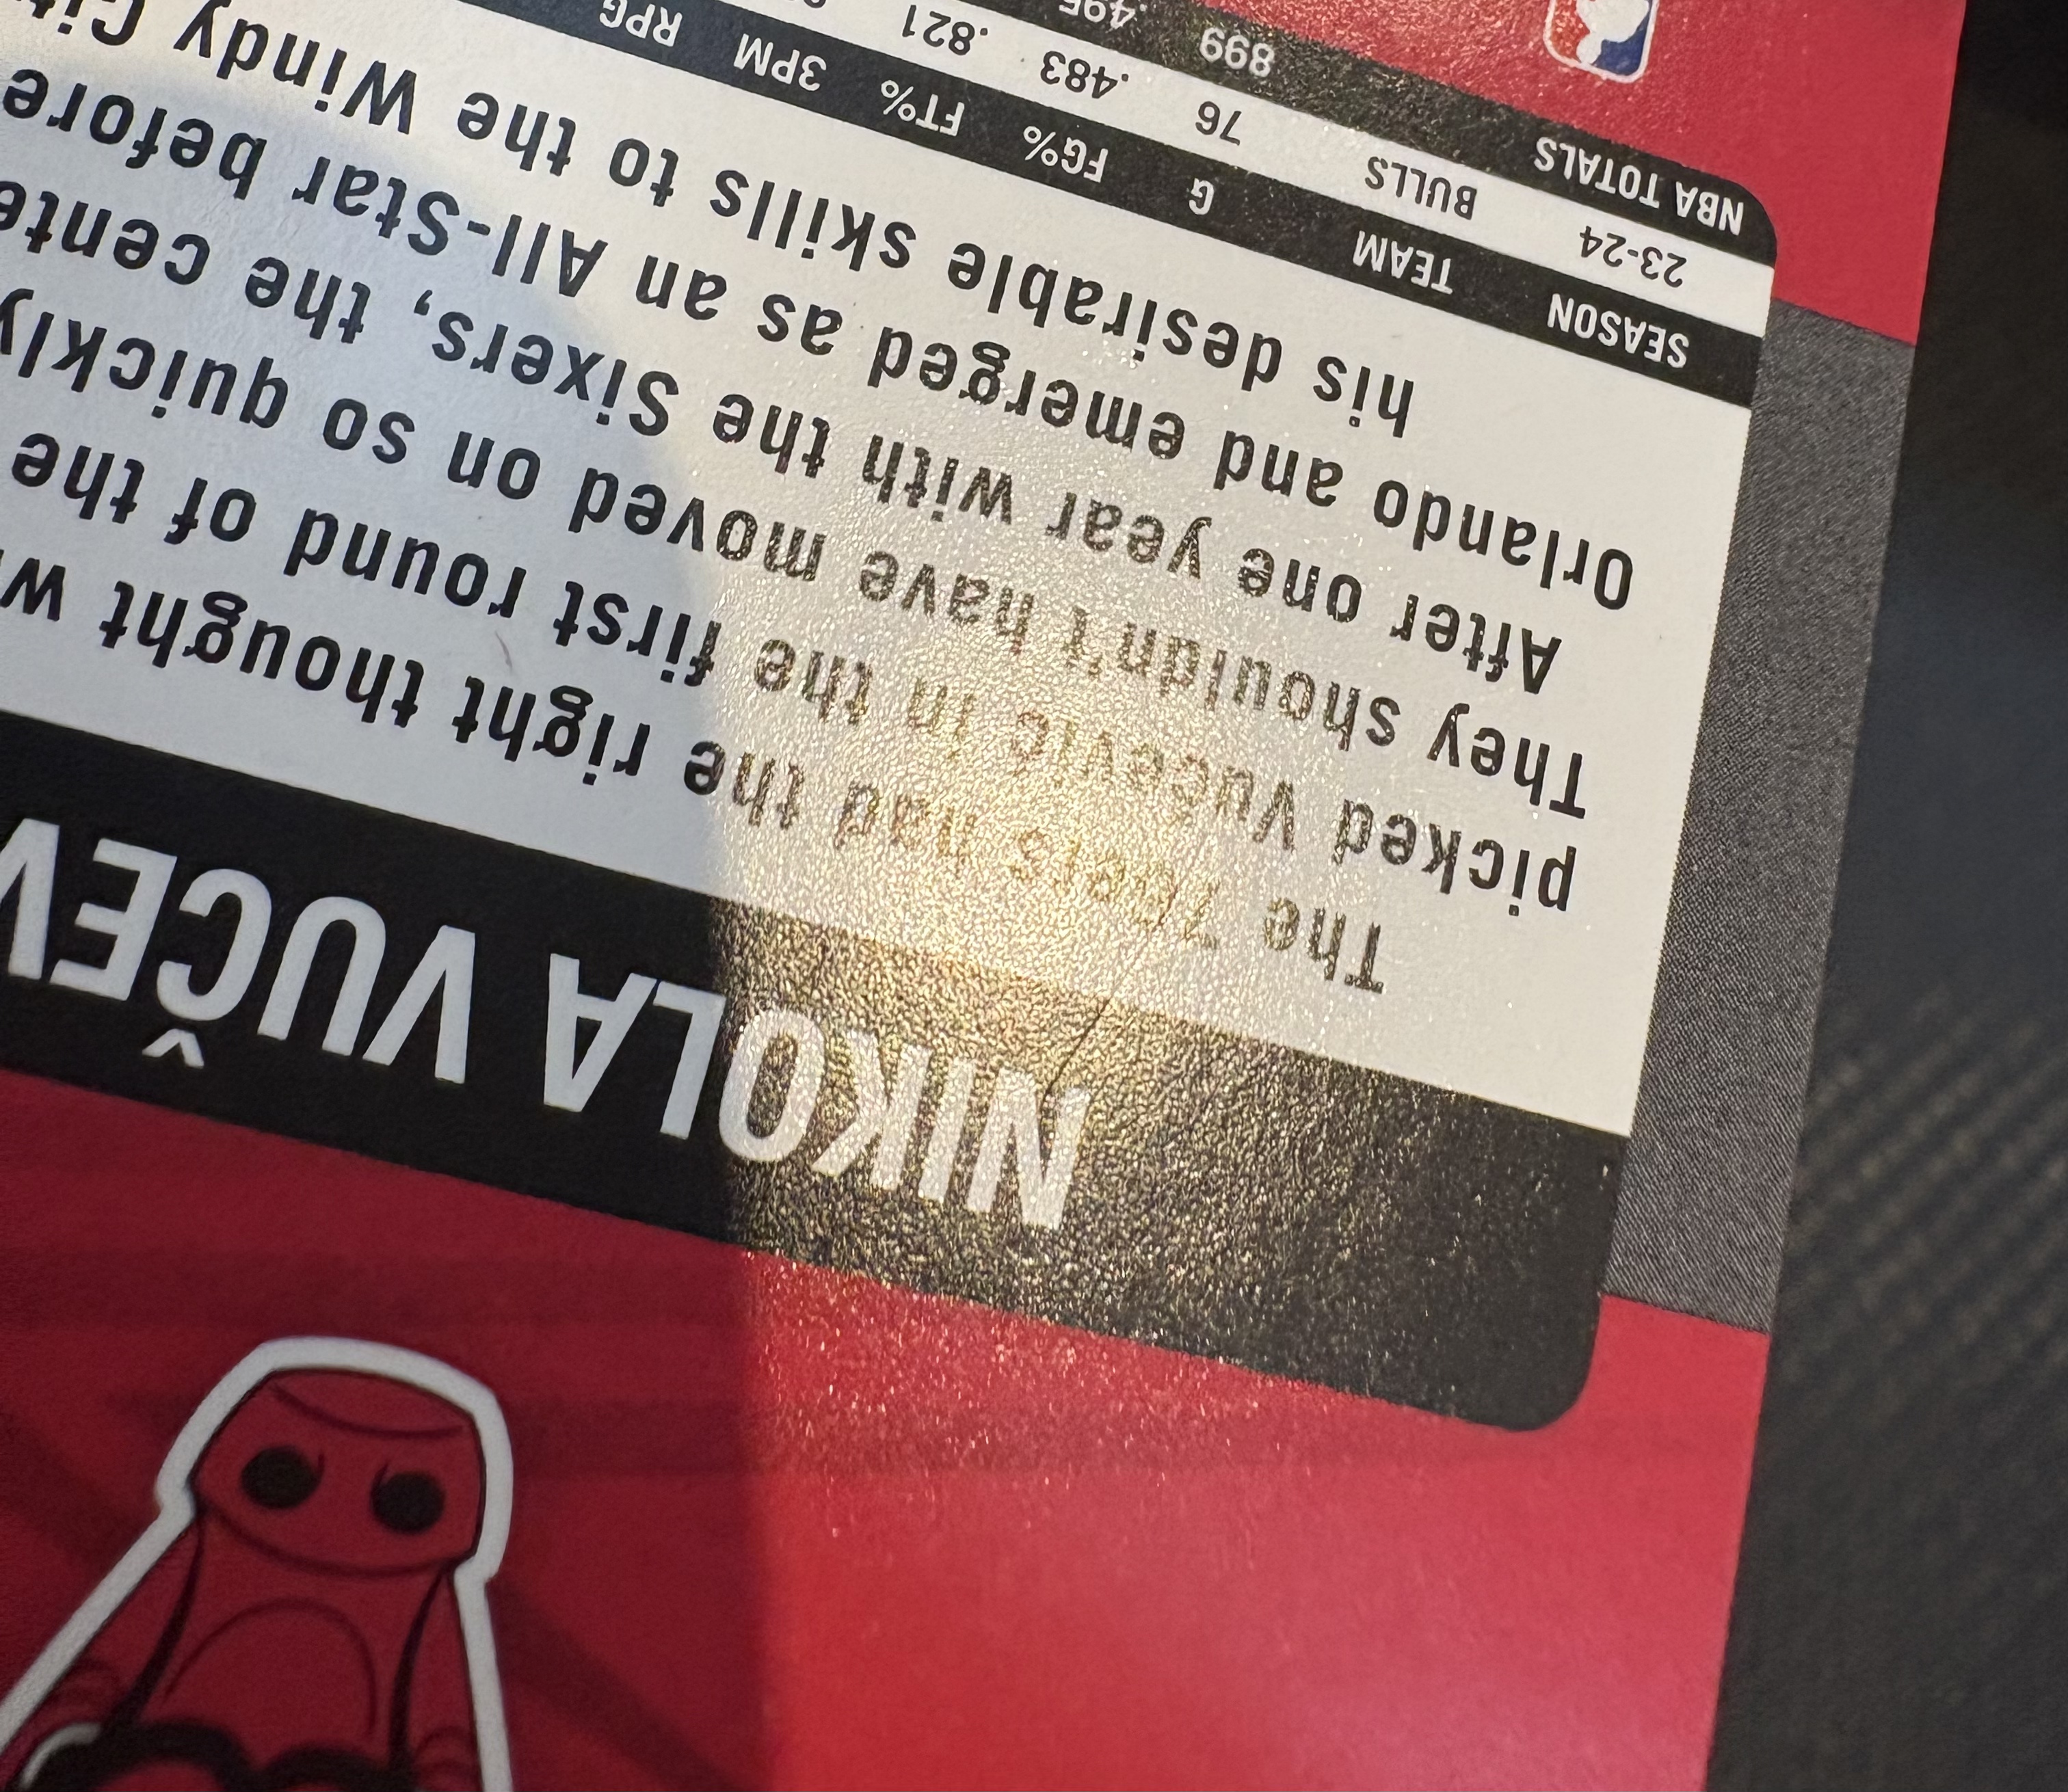 NIKOLA VUČEV
The 76ers had the right thought w
picked Vučević in the first round of the
They shouldn't have moved on so quickly
After one year with the Sixers, the cente
Orlando and emerged as an All-Star before
his desirable skills to the Windy Cit
SEASON TEAM G FG% FT% 3PM RPG
23-24 BULLS 76 .483 .821
NBA TOTALS 899 .495